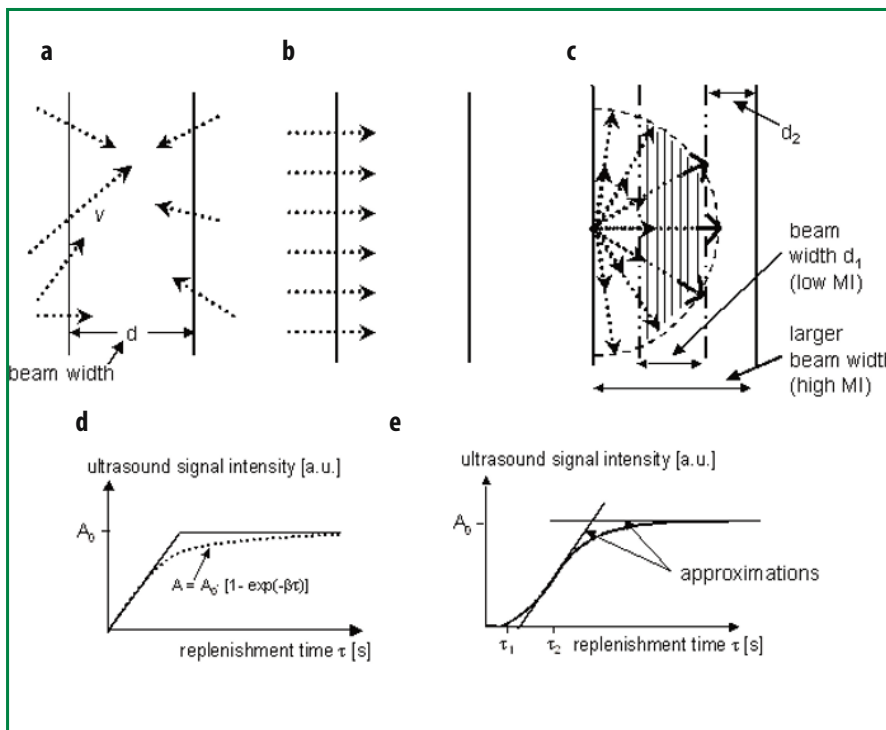 a
b
c
v
d
beam width
d₂
beam
width d₁
(low MI)
larger
beam width
(high MI)
d
ultrasound signal intensity [a.u.]
A₀
A = A₀· [1- exp(-βτ)]
replenishment time τ [s]
e
ultrasound signal intensity [a.u.]
A₀
approximations
τ₁
τ₂
replenishment time τ [s]